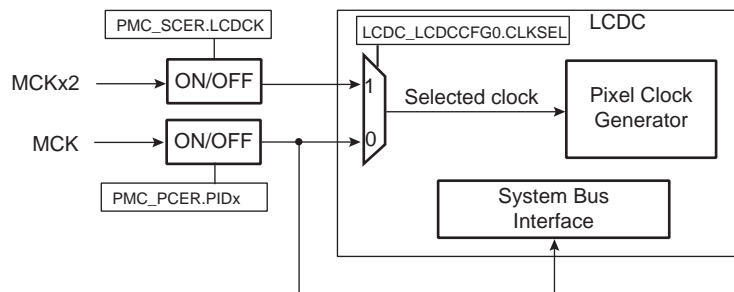 PMC_SCER.LCDCK
LCDC_LCDCCFG0.CLKSEL
LCDC
MCKx2
ON/OFF
1
Selected clock
Pixel Clock
Generator
MCK
ON/OFF
0
PMC_PCER.PIDx
System Bus
Interface